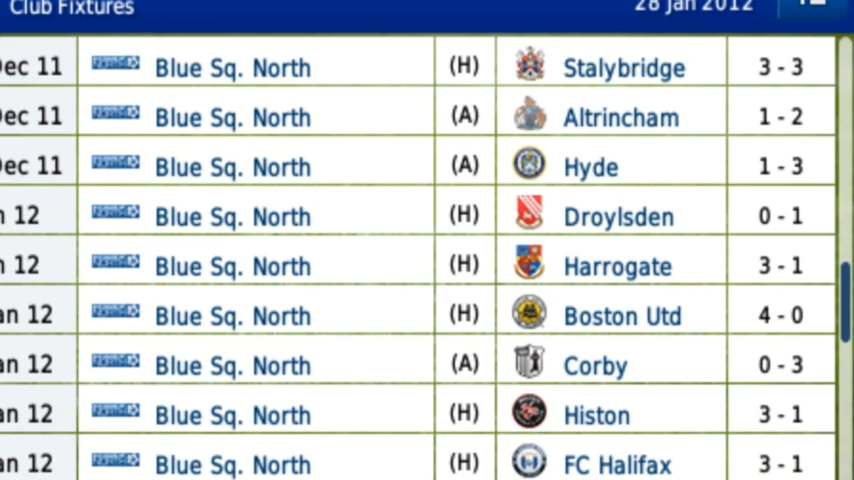 Club Fixtures 28 Jan 2012
Dec 11 Blue Sq. North (H) Stalybridge 3 - 3
Dec 11 Blue Sq. North (A) Altrincham 1 - 2
Dec 11 Blue Sq. North (A) Hyde 1 - 3
n 12 Blue Sq. North (H) Droylsden 0 - 1
n 12 Blue Sq. North (H) Harrogate 3 - 1
an 12 Blue Sq. North (H) Boston Utd 4 - 0
an 12 Blue Sq. North (A) Corby 0 - 3
an 12 Blue Sq. North (H) Histon 3 - 1
an 12 Blue Sq. North (H) FC Halifax 3 - 1